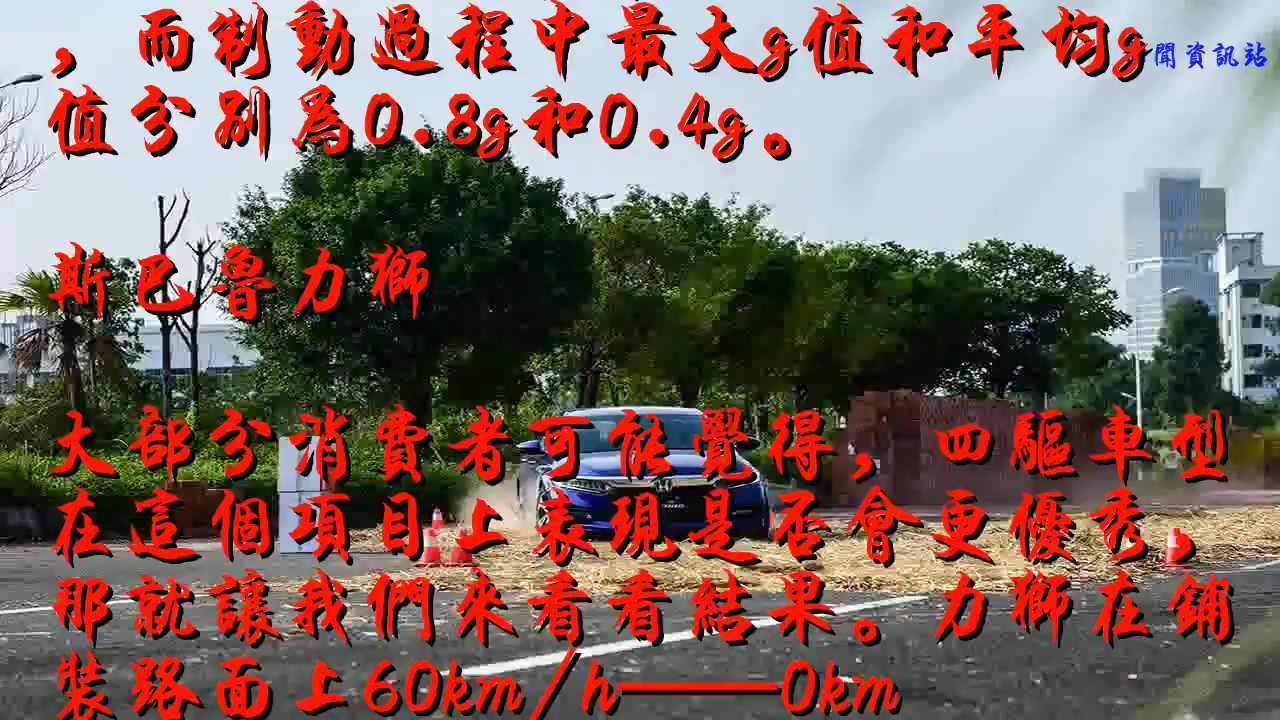 ，而制動過程中最大g值和平均g
聞資訊站
值分別為0.8g和0.4g。
斯巴魯力獅
大部分消費者可能覺得，四驅車型
在這個項目上表現是否會更優秀，
那就讓我們來看看結果。力獅在鋪
裝路面上60km/h——0km